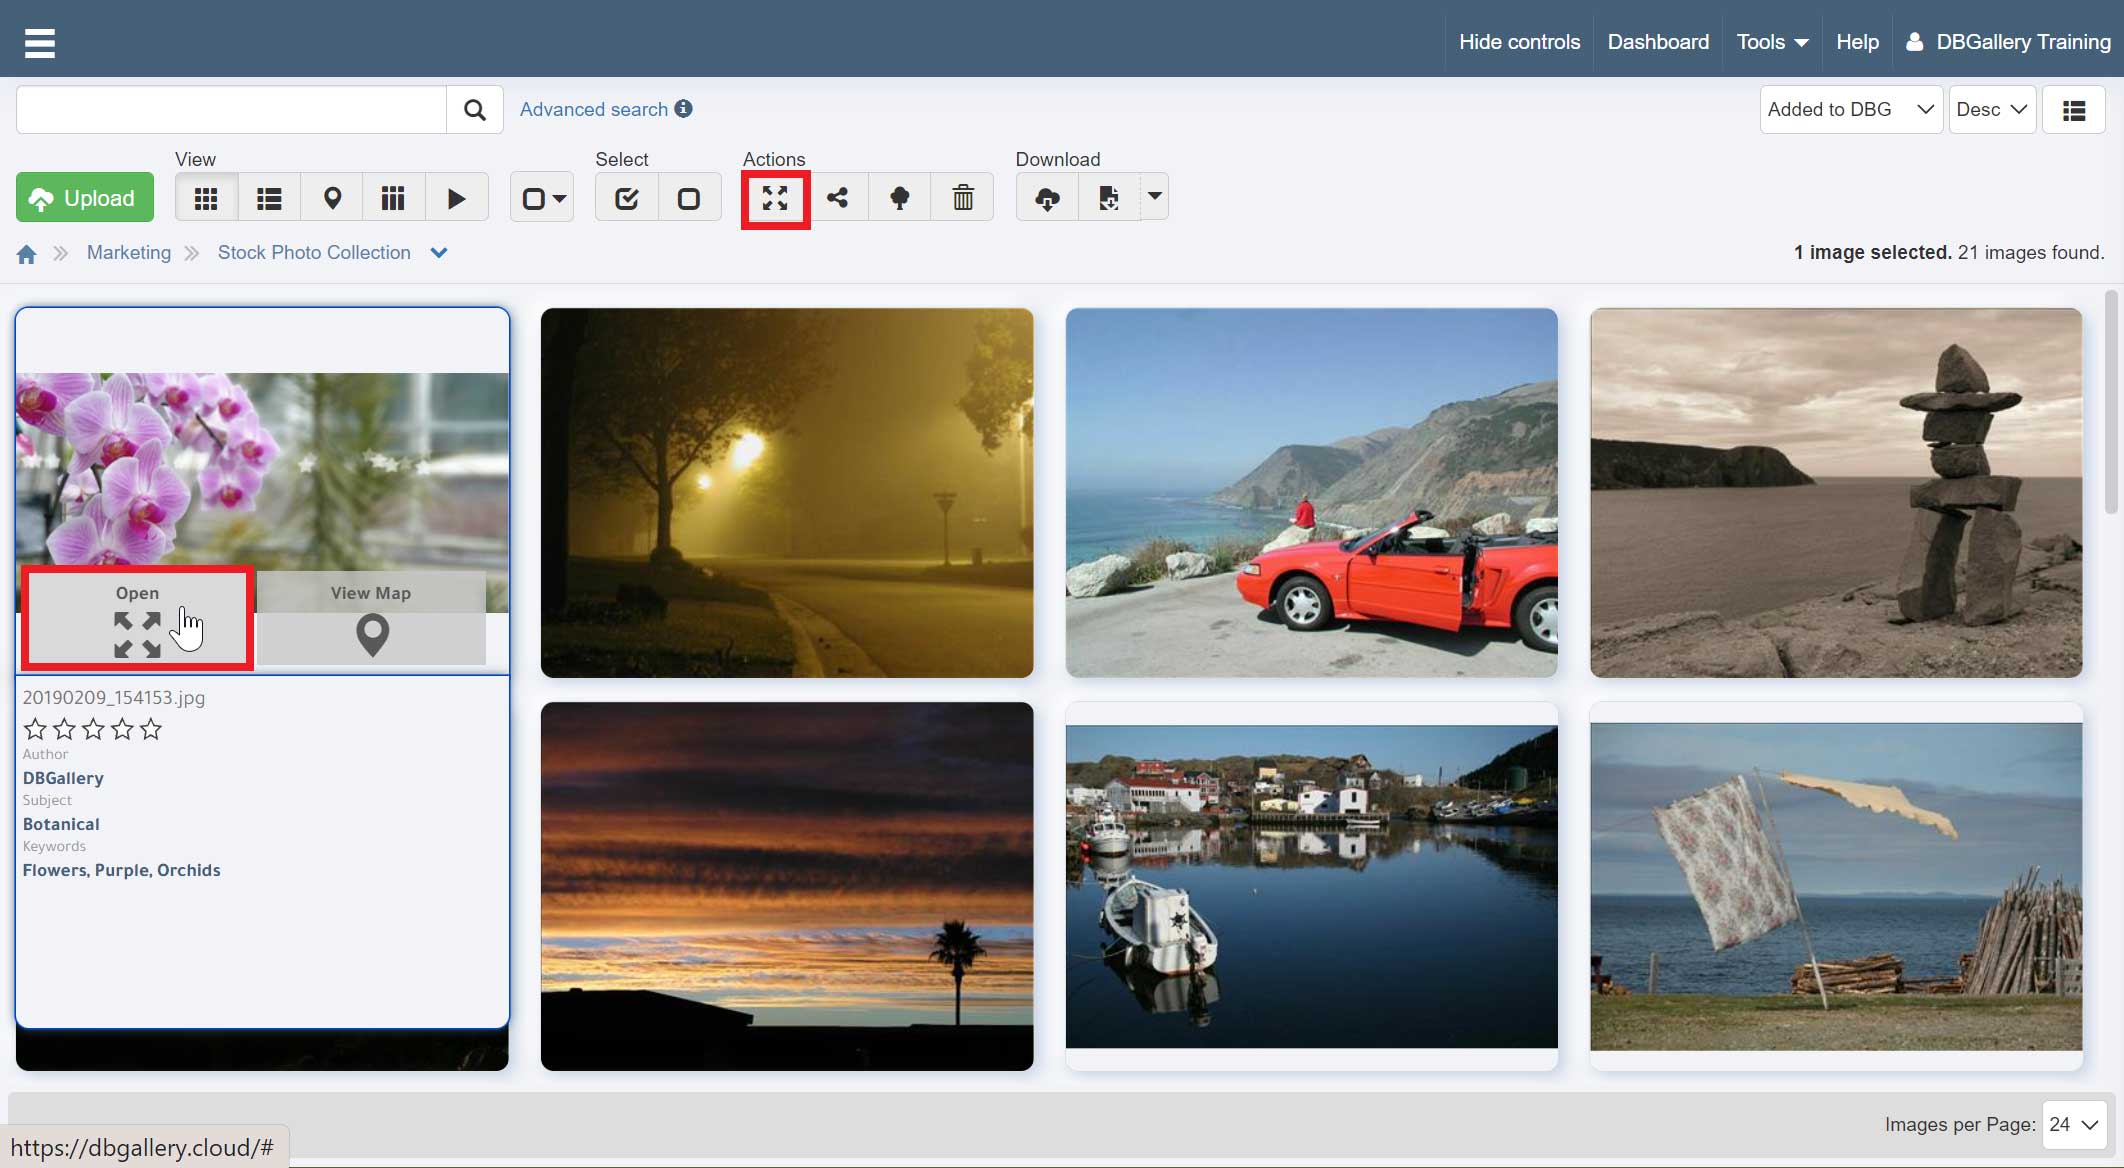 Hide controls Dashboard Tools Help DBGallery Training
Advanced search
Added to DBG Desc
View Select Actions Download
Upload
Marketing Stock Photo Collection
1 image selected. 21 images found.
Open View Map
20190209_154153.jpg
Author
DBGallery
Subject
Botanical
Keywords
Flowers, Purple, Orchids
Images per Page: 24
https://dbgallery.cloud/#